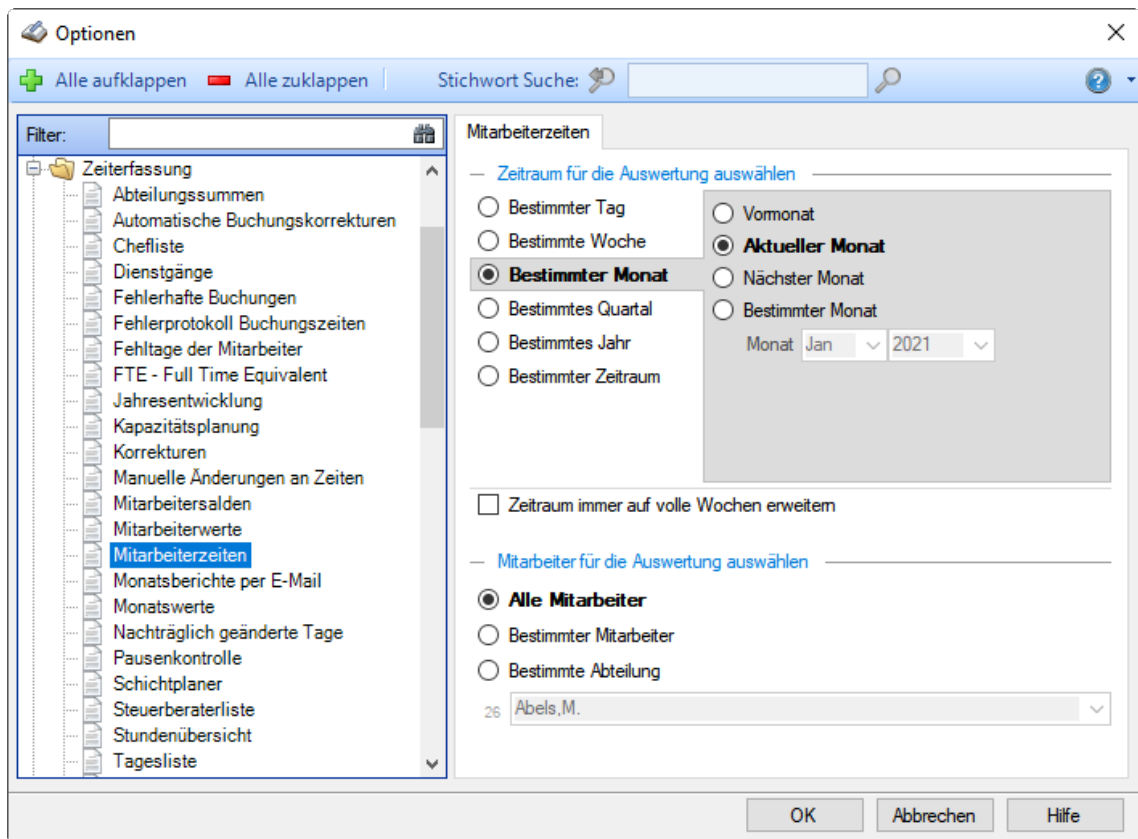 Optionen
Alle aufklappen Alle zuklappen Stichwort Suche:
Filter:
Zeiterfassung
Abteilungssummen
Automatische Buchungskorrekturen
Chefliste
Dienstgänge
Fehlerhafte Buchungen
Fehlerprotokoll Buchungszeiten
Fehltage der Mitarbeiter
FTE - Full Time Equivalent
Jahresentwicklung
Kapazitätsplanung
Korrekturen
Manuelle Änderungen an Zeiten
Mitarbeitersalden
Mitarbeiterwerte
Mitarbeiterzeiten
Monatsberichte per E-Mail
Monatswerte
Nachträglich geänderte Tage
Pausenkontrolle
Schichtplaner
Steuerberaterliste
Stundenübersicht
Tagesliste
Mitarbeiterzeiten
Zeitraum für die Auswertung auswählen
Bestimmter Tag
Bestimmte Woche
Bestimmter Monat
Bestimmtes Quartal
Bestimmtes Jahr
Bestimmter Zeitraum
Vormonat
Aktueller Monat
Nächster Monat
Bestimmter Monat
Monat Jan 2021
Zeitraum immer auf volle Wochen erweitern
Mitarbeiter für die Auswertung auswählen
Alle Mitarbeiter
Bestimmter Mitarbeiter
Bestimmte Abteilung
26 Abels,M.
OK Abbrechen Hilfe